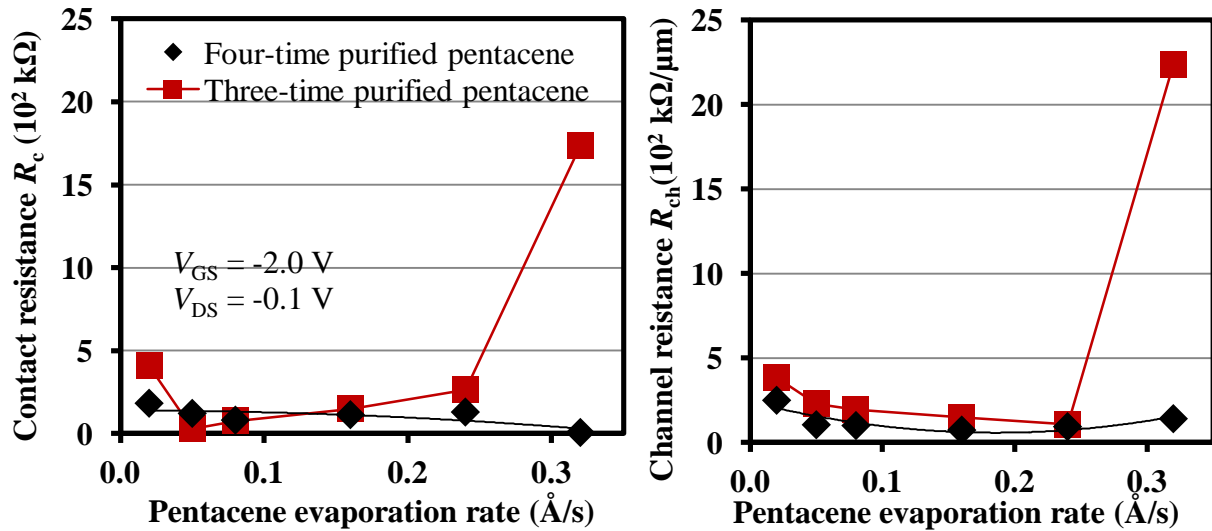 Contact resistance Rc (10² kΩ)
25
20
15
10
5
0
Four-time purified pentacene
Three-time purified pentacene
VGS = -2.0 V
VDS = -0.1 V
0.0 0.1 0.2 0.3
Pentacene evaporation rate (Å/s)
Channel reistance Rch(10² kΩ/μm)
25
20
15
10
5
0
0.0 0.1 0.2 0.3
Pentacene evaporation rate (Å/s)